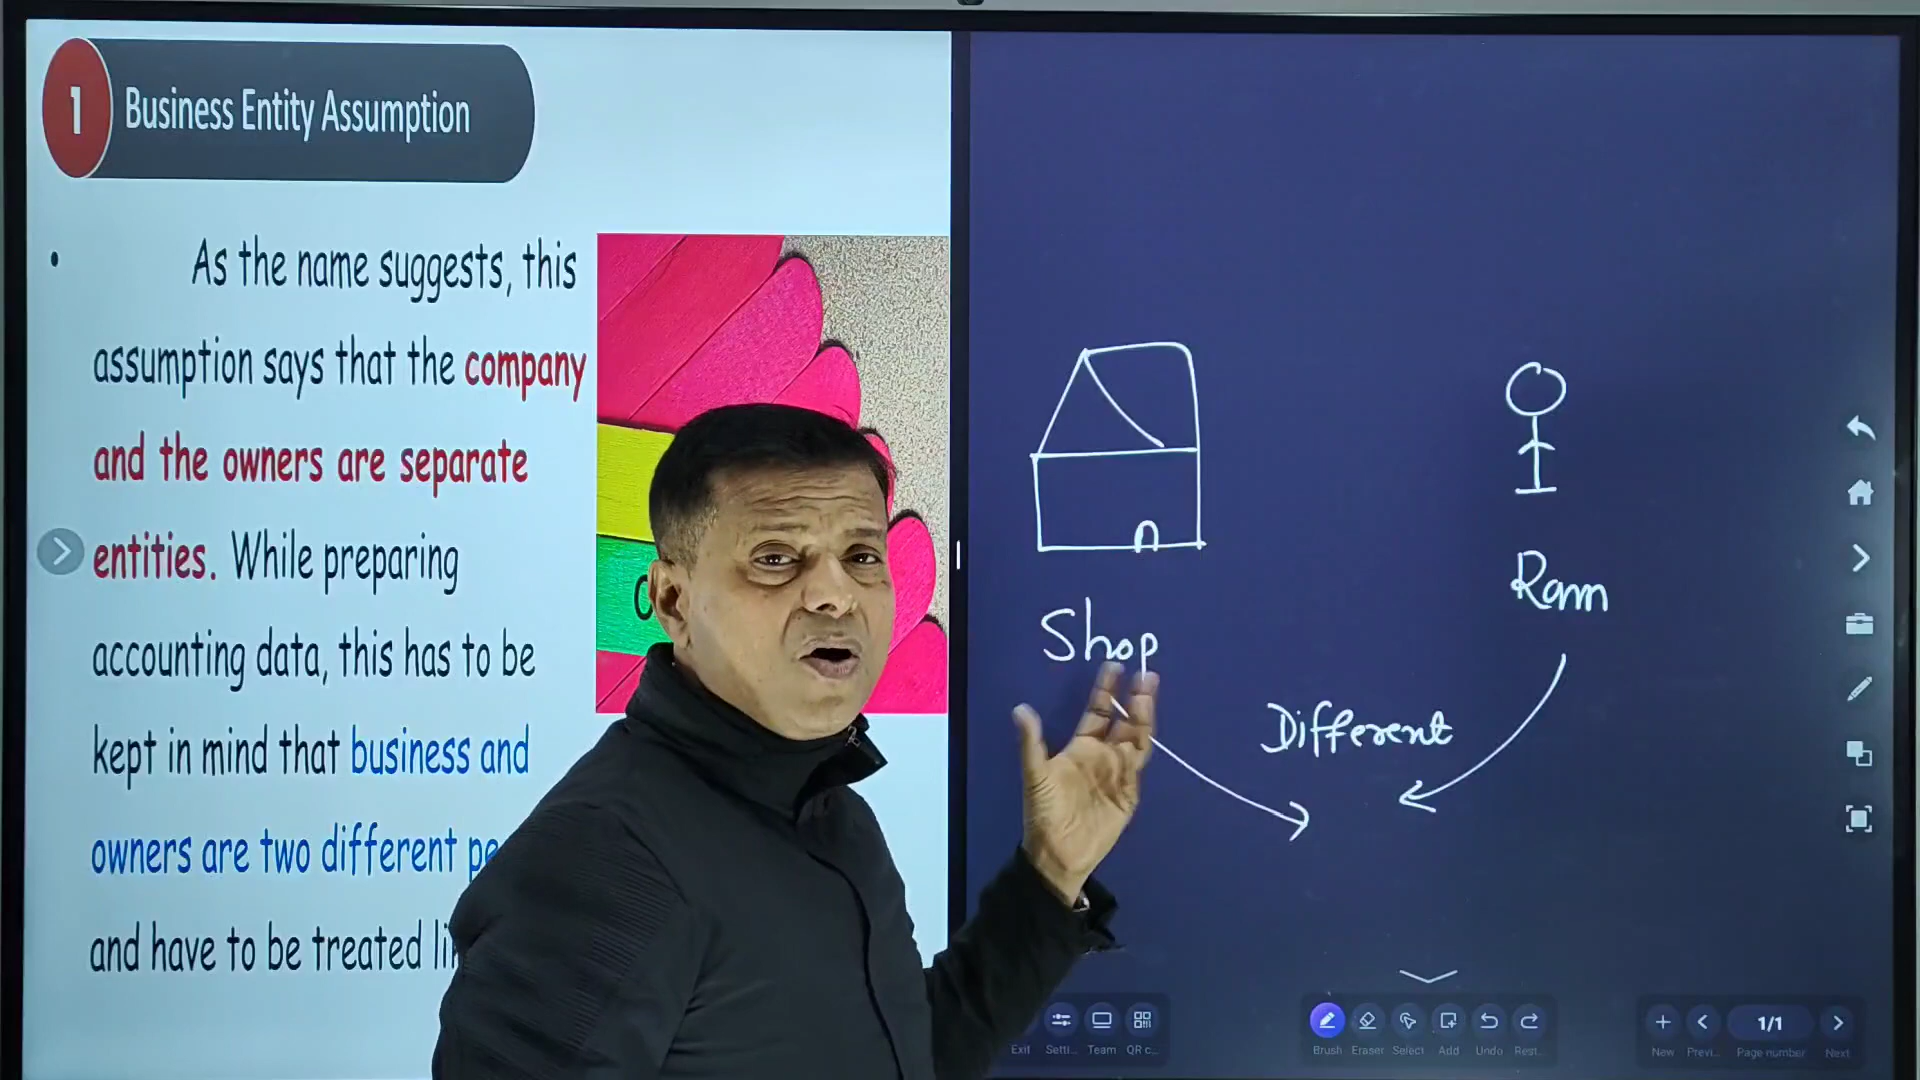 1 Business Entity Assumption
• As the name suggests, this
assumption says that the company
and the owners are separate
entities. While preparing
accounting data, this has to be
kept in mind that business and
owners are two different
and have to be treated
Shop
Ram
Different
Exit Setti... Team QR c...
Brush Eraser Select Add Undo Rest...
1/1
New Previ... Page number Next